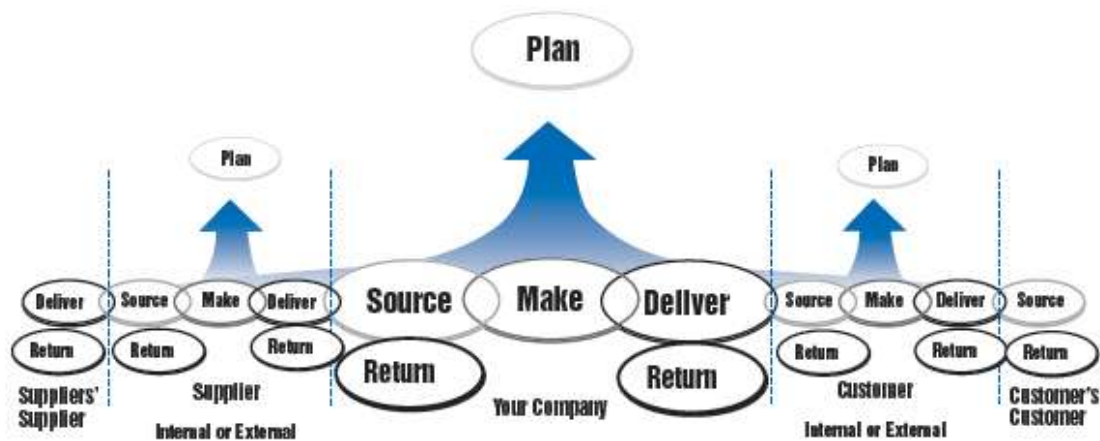 Plan
Plan
Plan
Deliver
Source
Make
Deliver
Source
Make
Deliver
Source
Make
Deliver
Source
Return
Return
Return
Return
Return
Return
Return
Return
Suppliers'
Supplier
Supplier
Your Company
Customer
Customer's
Customer
Internal or External
Internal or External